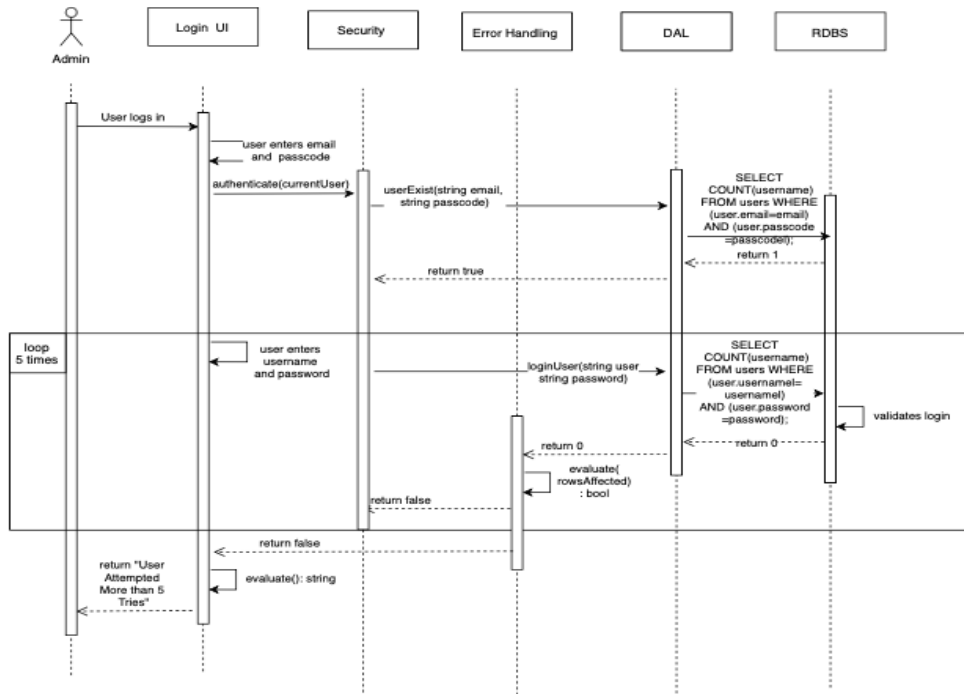 Login UI
Security
Error Handling
DAL
RDBS
Admin
User logs in
user enters email
and passcode
authenticate(currentUser)
userExist(string email,
string passcode)
SELECT
COUNT(username)
FROM users WHERE
(user.email=email)
AND (user.passcode
=passcodel);
return 1
return true
loop
5 times
user enters
username
and password
loginUser(string user
string password)
SELECT
COUNT(username)
FROM users WHERE
(user.usernamel=
usernamel)
AND (user.password
=password);
validates login
return 0
return 0
evaluate(
rowsAffected)
: bool
return false
return false
evaluate(): string
return "User
Attempted
More than 5
Tries"